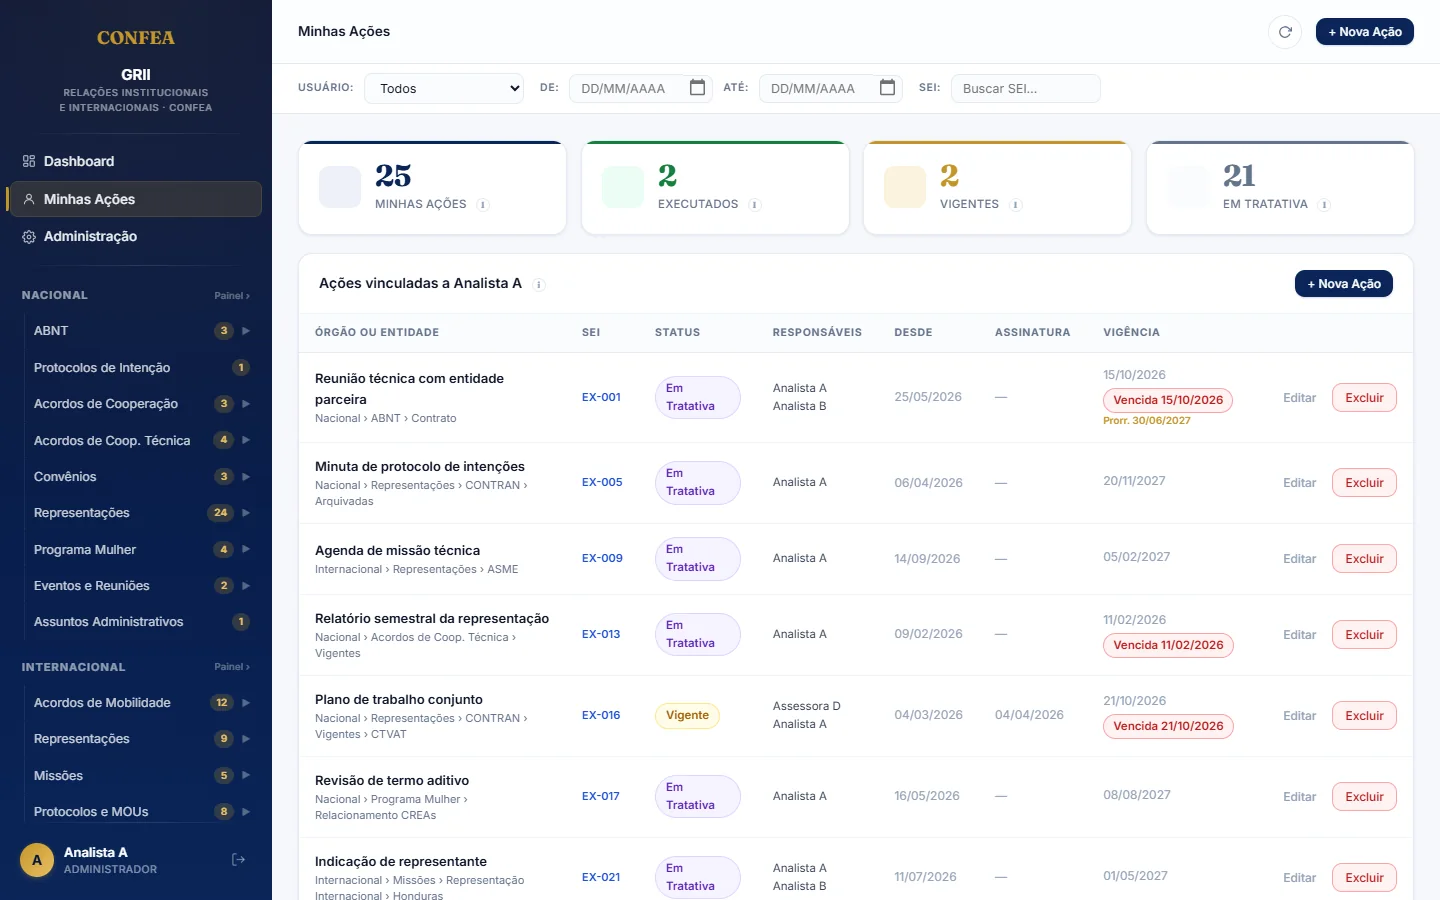 CONFEA
GRII
RELAÇÕES INSTITUCIONAIS
E INTERNACIONAIS · CONFEA
Dashboard
Minhas Ações
Administração
NACIONAL Painel ›
ABNT 3 ▶
Protocolos de Intenção 1
Acordos de Cooperação 3 ▶
Acordos de Coop. Técnica 4 ▶
Convênios 3 ▶
Representações 24 ▶
Programa Mulher 4 ▶
Eventos e Reuniões 2 ▶
Assuntos Administrativos 1
INTERNACIONAL Painel ›
Acordos de Mobilidade 12 ▶
Representações 9 ▶
Missões 5 ▶
Protocolos e MOUs 8 ▶
A
Analista A
ADMINISTRADOR
Minhas Ações
+ Nova Ação
USUÁRIO: Todos DE: DD/MM/AAAA ATÉ: DD/MM/AAAA SEI: Buscar SEI...
25
MINHAS AÇÕES i
2
EXECUTADOS i
2
VIGENTES i
21
EM TRATATIVA i
Ações vinculadas a Analista A i
+ Nova Ação
ÓRGÃO OU ENTIDADE SEI STATUS RESPONSÁVEIS DESDE ASSINATURA VIGÊNCIA
Reunião técnica com entidade
parceira
Nacional › ABNT › Contrato
EX-001
Em
Tratativa
Analista A
Analista B
25/05/2026
—
15/10/2026
Vencida 15/10/2026
Prorr. 30/06/2027
Editar
Excluir
Minuta de protocolo de intenções
Nacional › Representações › CONTRAN ›
Arquivadas
EX-005
Em
Tratativa
Analista A
06/04/2026
—
20/11/2027
Editar
Excluir
Agenda de missão técnica
Internacional › Representações › ASME
EX-009
Em
Tratativa
Analista A
14/09/2026
—
05/02/2027
Editar
Excluir
Relatório semestral da representação
Nacional › Acordos de Coop. Técnica ›
Vigentes
EX-013
Em
Tratativa
Analista A
09/02/2026
—
11/02/2026
Vencida 11/02/2026
Editar
Excluir
Plano de trabalho conjunto
Nacional › Representações › CONTRAN ›
Vigentes › CTVAT
EX-016
Vigente
Assessora D
Analista A
04/03/2026
04/04/2026
21/10/2026
Vencida 21/10/2026
Editar
Excluir
Revisão de termo aditivo
Nacional › Programa Mulher ›
Relacionamento CREAs
EX-017
Em
Tratativa
Analista A
16/05/2026
—
08/08/2027
Editar
Excluir
Indicação de representante
Internacional › Missões › Representação
Internacional › Honduras
EX-021
Em
Tratativa
Analista A
Analista B
11/07/2026
—
01/05/2027
Editar
Excluir